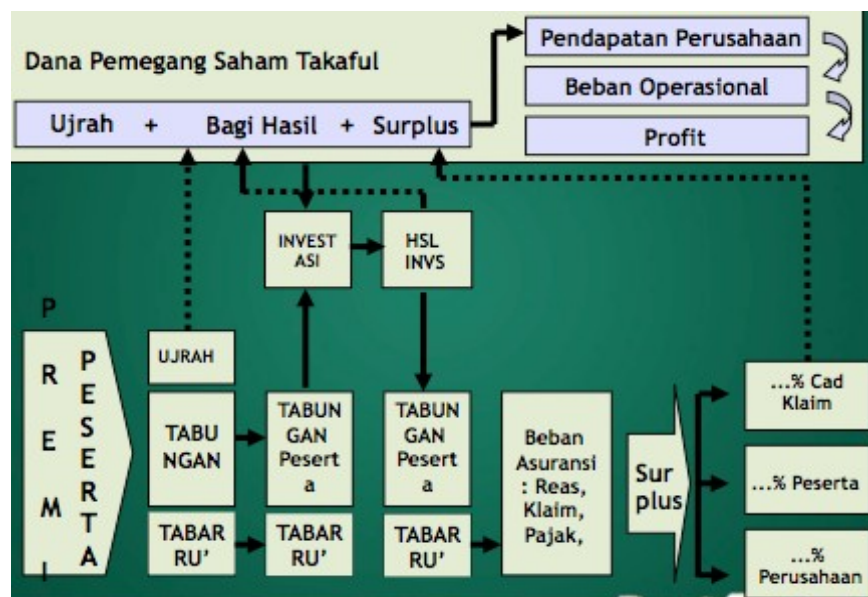 Dana Pemegang Saham Takaful
Ujrah + Bagi Hasil + Surplus
Pendapatan Perusahaan
Beban Operasional
Profit
INVEST
ASI
HSL
INVS
P
R
E
M
I
P
E
S
E
R
T
A
UJRAH
TABU
NGAN
TABAR
RU’
TABUN
GAN
Pesert
a
TABAR
RU’
TABUN
GAN
Pesert
a
TABAR
RU’
Beban
Asuransi
: Reas,
Klaim,
Pajak,
Sur
plus
...% Cad
Klaim
...% Peserta
...%
Perusahaan